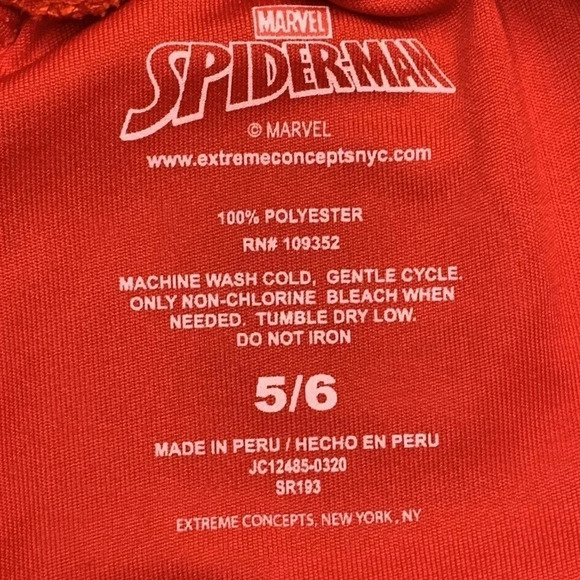 MARVEL
SPIDER-MAN
© MARVEL
www.extremeconceptsnyc.com
100% POLYESTER
RN# 109352
MACHINE WASH COLD, GENTLE CYCLE.
ONLY NON-CHLORINE BLEACH WHEN
NEEDED. TUMBLE DRY LOW.
DO NOT IRON
5/6
MADE IN PERU / HECHO EN PERU
JC12485-0320
SR193
EXTREME CONCEPTS, NEW YORK, NY